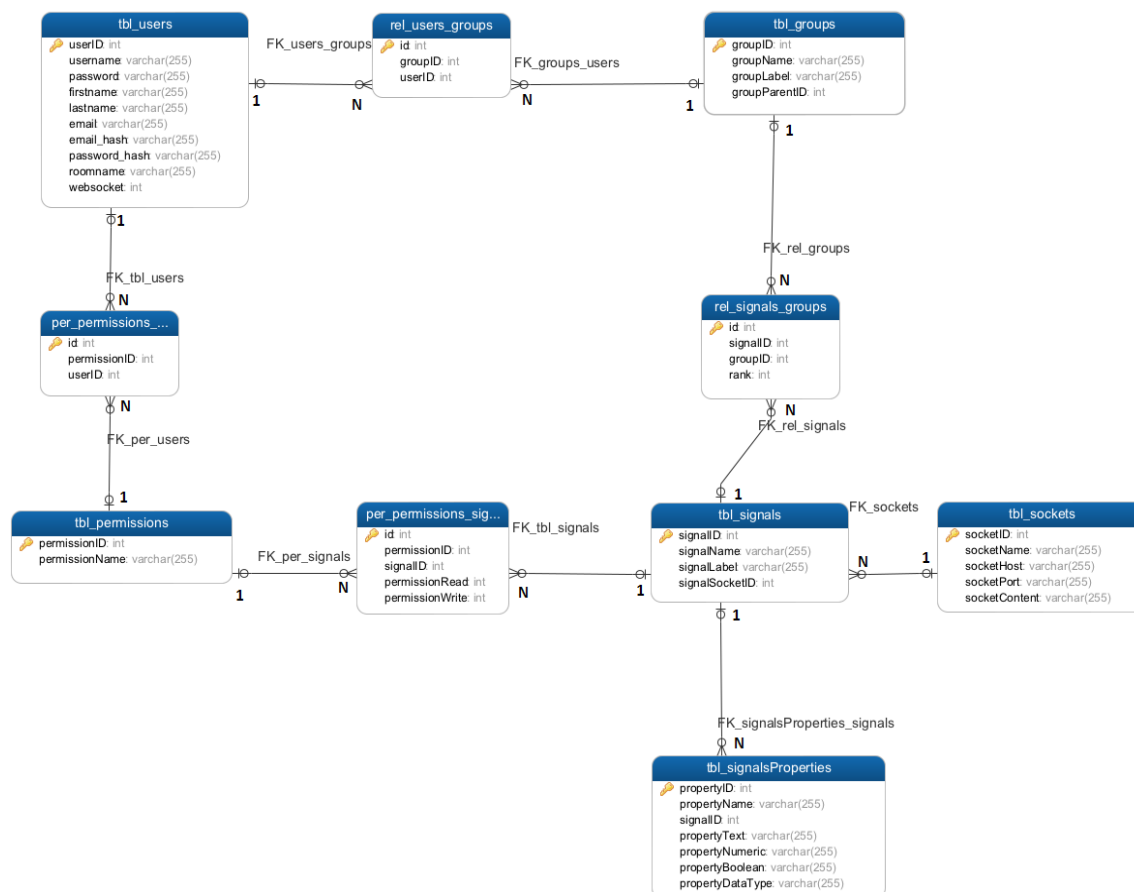 tbl_users
userID: int
username: varchar(255)
password: varchar(255)
firstname: varchar(255)
lastname: varchar(255)
email: varchar(255)
email_hash: varchar(255)
password_hash: varchar(255)
roomname: varchar(255)
websocket: int
FK_users_groups
1
N
rel_users_groups
id: int
groupID: int
userID: int
FK_groups_users
N
1
tbl_groups
groupID: int
groupName: varchar(255)
groupLabel: varchar(255)
groupParentID: int
1
1
FK_tbl_users
N
FK_rel_groups
N
per_permissions_...
id: int
permissionID: int
userID: int
N
FK_per_users
1
rel_signals_groups
id: int
signalID: int
groupID: int
rank: int
N
FK_rel_signals
1
tbl_permissions
permissionID: int
permissionName: varchar(255)
FK_per_signals
1
N
per_permissions_sig...
id: int
permissionID: int
signalID: int
permissionRead: int
permissionWrite: int
FK_tbl_signals
N
1
tbl_signals
signalID: int
signalName: varchar(255)
signalLabel: varchar(255)
signalSocketID: int
FK_sockets
N
1
tbl_sockets
socketID: int
socketName: varchar(255)
socketHost: varchar(255)
socketPort: varchar(255)
socketContent: varchar(255)
1
FK_signalsProperties_signals
N
tbl_signalsProperties
propertyID: int
propertyName: varchar(255)
signalID: int
propertyText: varchar(255)
propertyNumeric: varchar(255)
propertyBoolean: varchar(255)
propertyDataType: varchar(255)